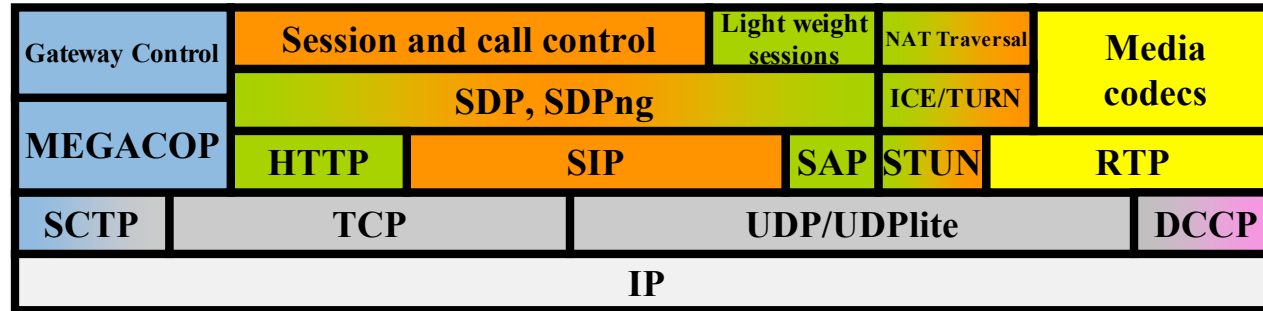 Gateway Control
Session and call control
Light weight
sessions
NAT Traversal
Media
codecs
SDP, SDPng
ICE/TURN
MEGACOP
HTTP
SIP
SAP
STUN
RTP
SCTP
TCP
UDP/UDPlite
DCCP
IP